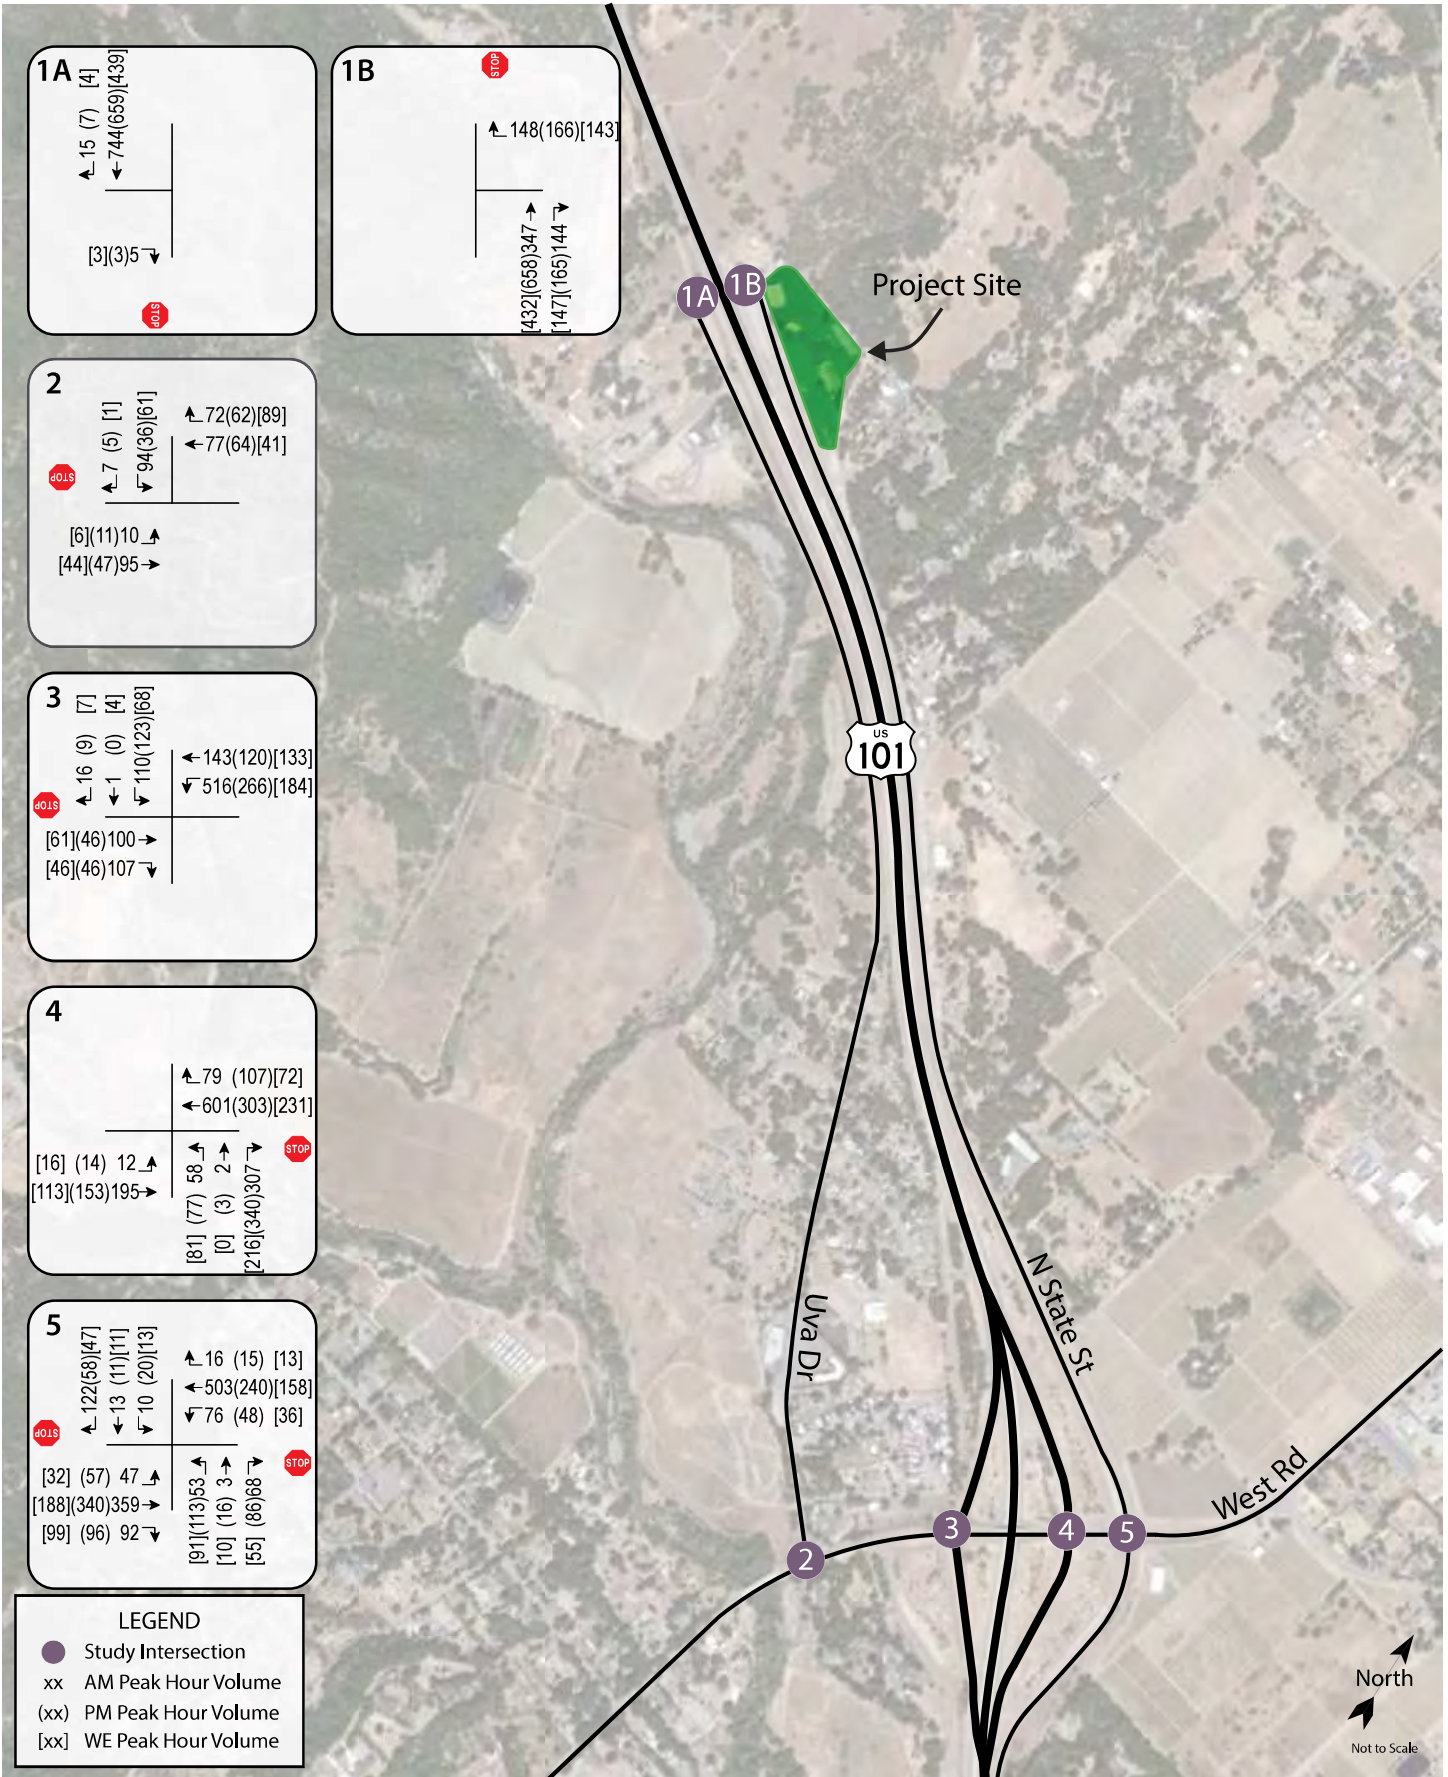 1A
15 (7) [4]
744(659)[439]
[3](3)5
STOP
1B
STOP
148(166)[143]
[432](658)347
[147](165)144
2
7 (5) [1]
94(36)[61]
72(62)[89]
77(64)[41]
STOP
[6](11)10
[44](47)95
3
16 (9) [7]
1 (0) [4]
110(123)[68]
143(120)[133]
516(266)[184]
STOP
[61](46)100
[46](46)107
4
79 (107)[72]
601(303)[231]
STOP
[16] (14) 12
[113](153)195
[81] (77) 58
[0] (3) 2
[216](340)307
5
122(58)[47]
13 (11)[11]
10 (20)[13]
16 (15) [13]
503(240)[158]
76 (48) [36]
STOP
STOP
[32] (57) 47
[188](340)359
[99] (96) 92
[91](113)53
[10] (16) 3
[55] (86)68
LEGEND
Study Intersection
xx AM Peak Hour Volume
(xx) PM Peak Hour Volume
[xx] WE Peak Hour Volume
1A
1B
Project Site
US
101
N State St
Uva Dr
West Rd
2
3
4
5
North
Not to Scale